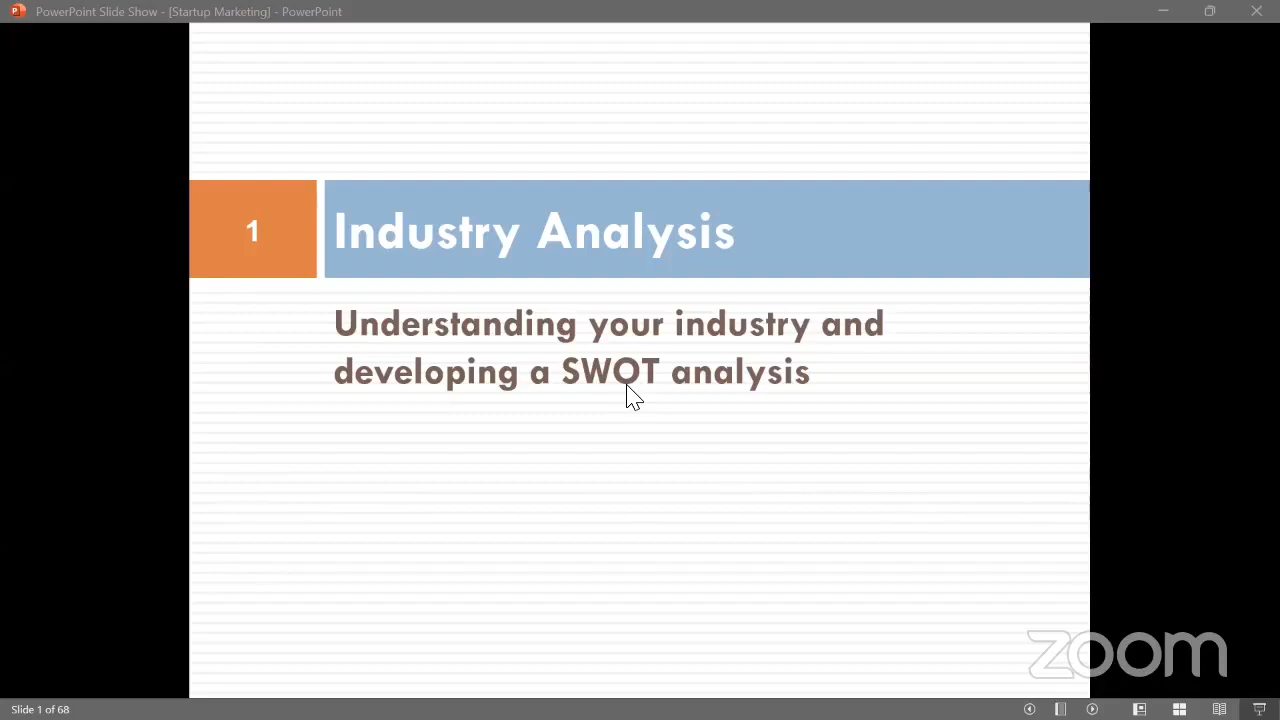 PowerPoint Slide Show - [Startup Marketing] - PowerPoint
1
Industry Analysis
Understanding your industry and
developing a SWOT analysis
zoom
Slide 1 of 68